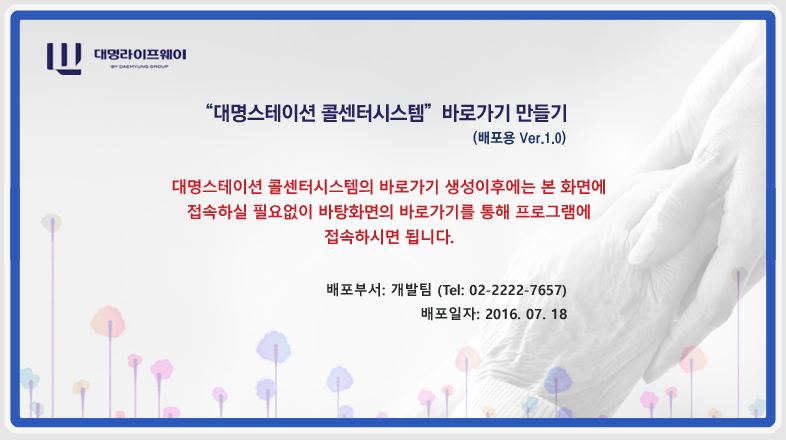 대명라이프웨이
BY DAEMYUNG GROUP
“대명스테이션 콜센터시스템” 바로가기 만들기
(배포용 Ver.1.0)
대명스테이션 콜센터시스템의 바로가기 생성이후에는 본 화면에
접속하실 필요없이 바탕화면의 바로가기를 통해 프로그램에
접속하시면 됩니다.
배포부서: 개발팀 (Tel: 02-2222-7657)
배포일자: 2016. 07. 18